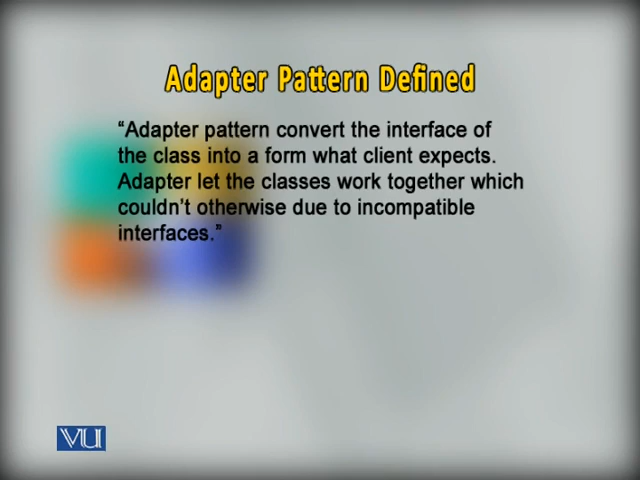 Adapter Pattern Defined
“Adapter pattern convert the interface of
the class into a form what client expects.
Adapter let the classes work together which
couldn’t otherwise due to incompatible
interfaces.”
VU